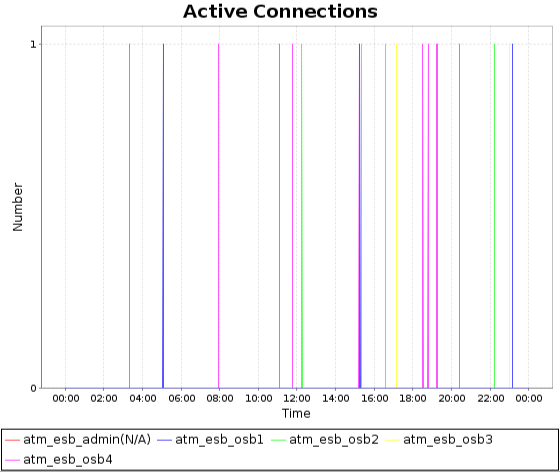 Active Connections
1
Number
0
00:00 02:00 04:00 06:00 08:00 10:00 12:00 14:00 16:00 18:00 20:00 22:00 00:00
Time
atm_esb_admin(N/A) atm_esb_osb1 atm_esb_osb2 atm_esb_osb3
atm_esb_osb4